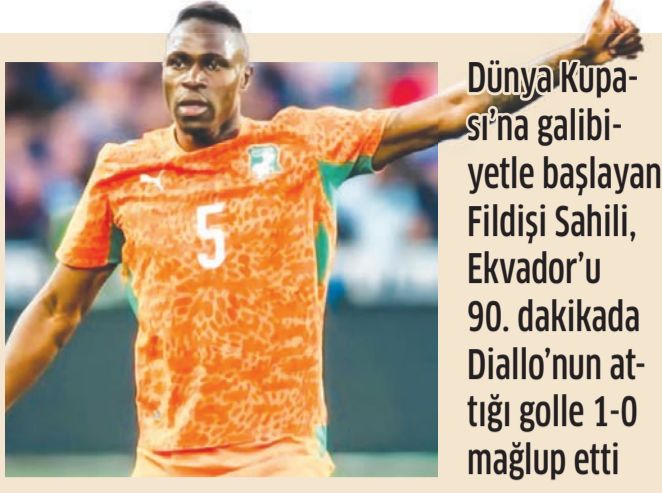 Dünya Kupa-
sı’na galibi-
yetle başlayan
Fildişi Sahili,
Ekvador’u
90. dakikada
Diallo’nun at-
tığı golle 1-0
mağlup etti
5